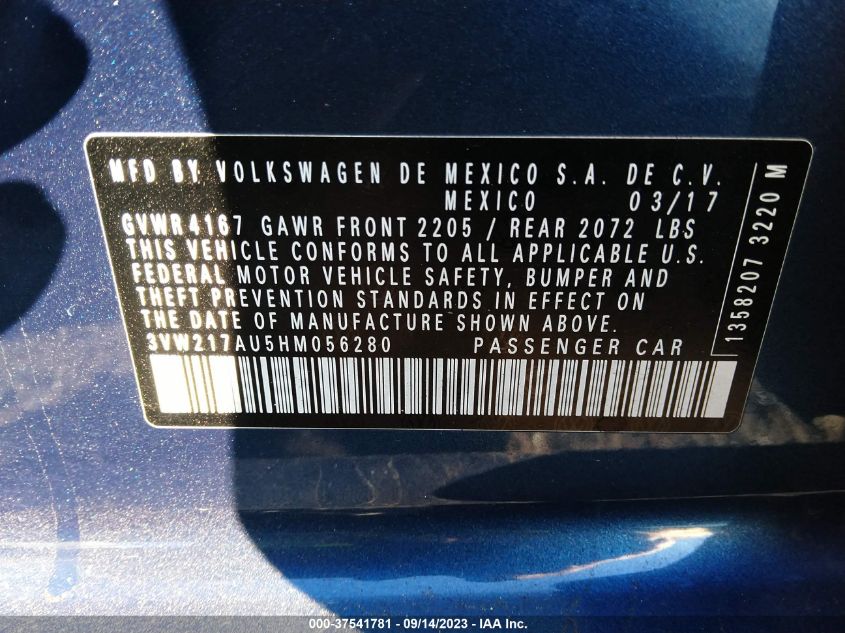 MFD BY VOLKSWAGEN DE MEXICO S.A. DE C.V.
MEXICO 03/17
GVWR4167 GAWR FRONT 2205 / REAR 2072 LBS
THIS VEHICLE CONFORMS TO ALL APPLICABLE U.S.
FEDERAL MOTOR VEHICLE SAFETY, BUMPER AND
THEFT PREVENTION STANDARDS IN EFFECT ON
THE DATE OF MANUFACTURE SHOWN ABOVE.
3VW217AU5HM056280 PASSENGER CAR
1358207 3220 M
000-37541781 - 09/14/2023 - IAA Inc.